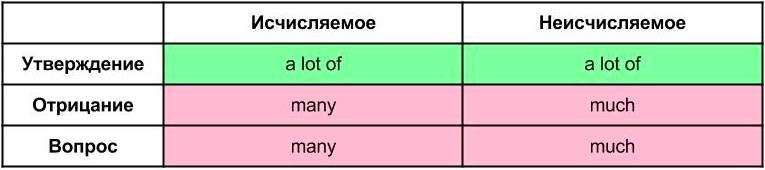 Исчисляемое Неисчисляемое
Утверждение a lot of a lot of
Отрицание many much
Вопрос many much